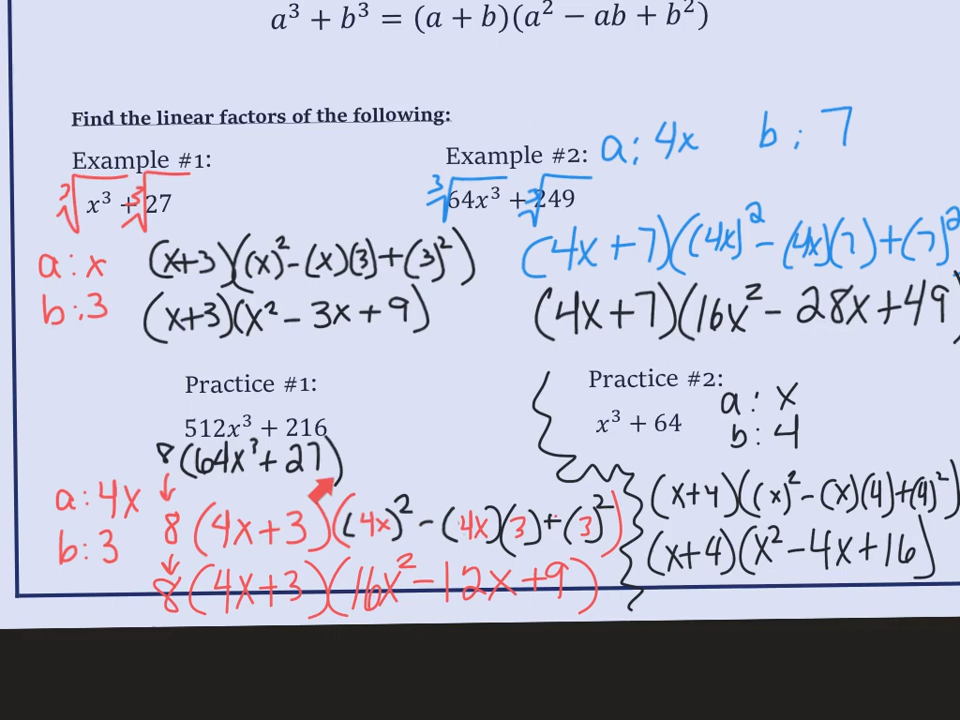 a³ + b³ = (a + b)(a² − ab + b²)
Find the linear factors of the following:
Example #1:
∛x³ + ∛27
a: x
b: 3
(x+3)((x)² - (x)(3) + (3)²)
(x+3)(x² - 3x + 9)
Example #2:
a: 4x b: 7
∛64x³ + ∛249
(4x+7)((4x)² - (4x)(7) + (7)²
(4x+7)(16x² - 28x + 49)
Practice #1:
512x³ + 216
8(64x³ + 27)
a: 4x
b: 3
8(4x+3)((4x)² - (4x)(3) + (3)²)
8(4x+3)(16x² - 12x + 9)
Practice #2:
x³ + 64
a: x
b: 4
(x+4)((x)² - (x)(4) + (4)²)
(x+4)(x² - 4x + 16)